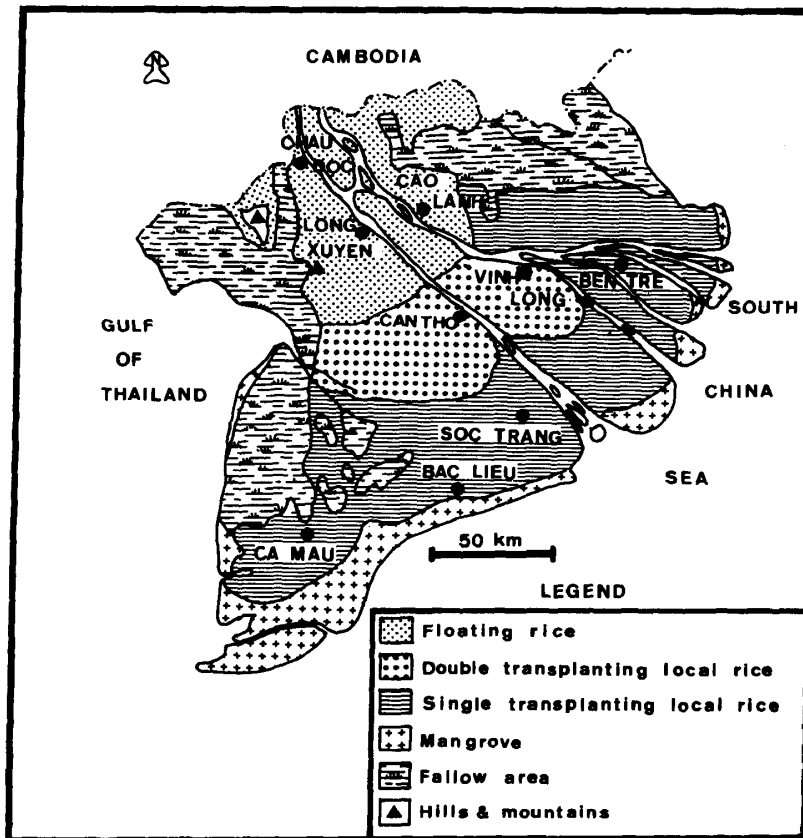 N
CAMBODIA
CHAU
DOC
CAO
LANH
LONG
XUYEN
VINH
LONG
BEN TRE
SOUTH
GULF
OF
THAILAND
CAN THO
CHINA
SOC TRANG
SEA
BAC LIEU
CA MAU
50 km
LEGEND
Floating rice
Double transplanting local rice
Single transplanting local rice
Mangrove
Fallow area
Hills & mountains